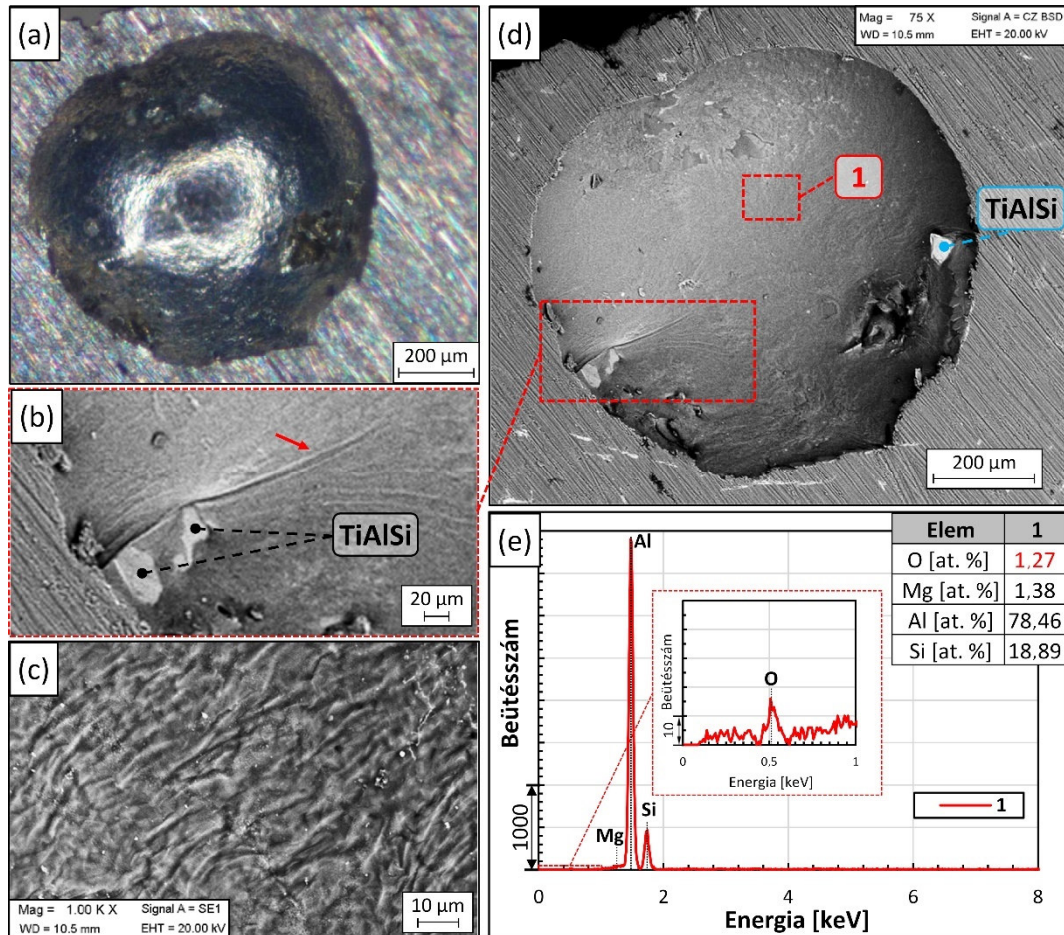 (a)
200 µm
(b)
TiAlSi
20 µm
(c)
Mag = 1.00 K X Signal A = SE1
WD = 10.5 mm EHT = 20.00 kV
10 µm
(d)
Mag = 75 X Signal A = CZ BSD
WD = 10.5 mm EHT = 20.00 kV
1
TiAlSi
200 µm
(e)
Beütésszám
1000
Al
Mg
Si
Elem 1
O [at. %] 1,27
Mg [at. %] 1,38
Al [at. %] 78,46
Si [at. %] 18,89
Beütésszám
10
O
0 0.5 1
Energia [keV]
1
0 2 4 6 8
Energia [keV]